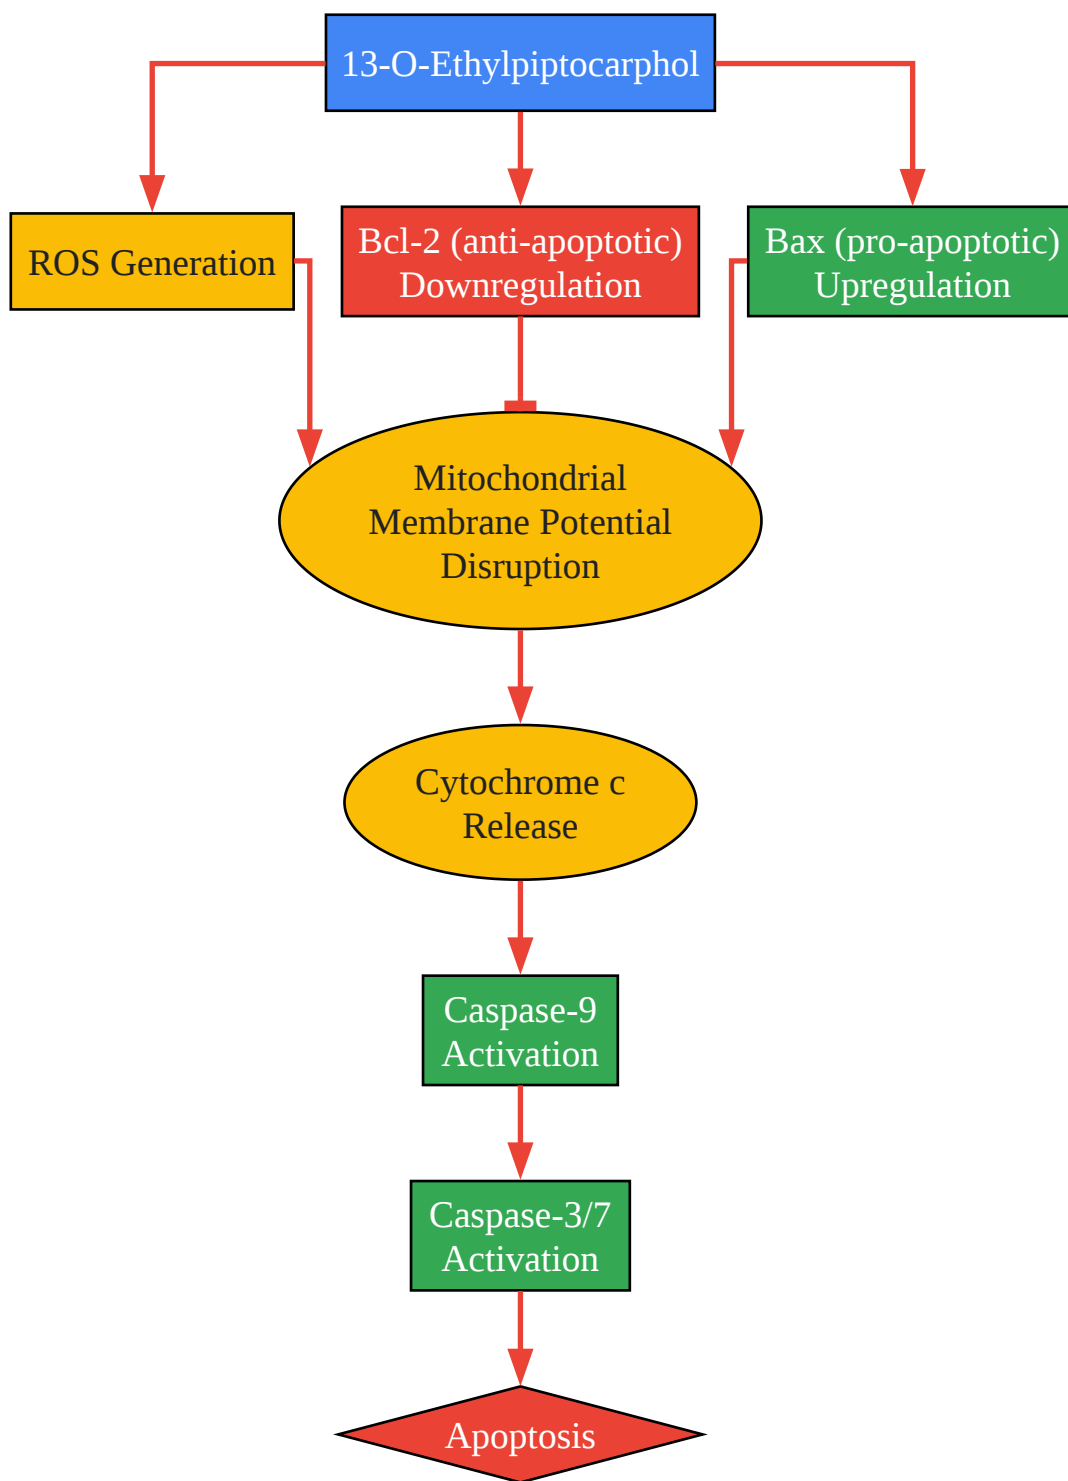 13-O-Ethylpiptocarphol
ROS Generation
Bcl-2 (anti-apoptotic)
Downregulation
Bax (pro-apoptotic)
Upregulation
Mitochondrial
Membrane Potential
Disruption
Cytochrome c
Release
Caspase-9
Activation
Caspase-3/7
Activation
Apoptosis